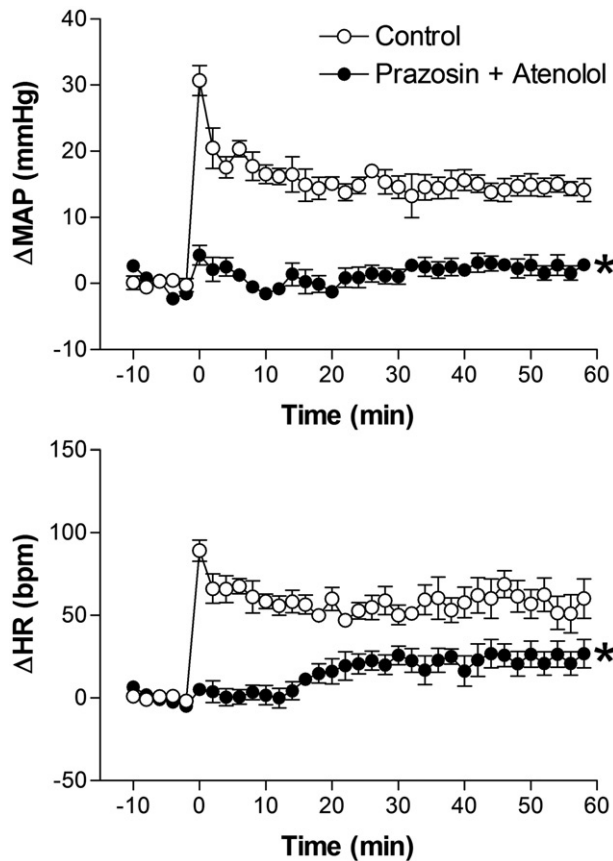 40
30
20
10
0
-10
ΔMAP (mmHg)
Control
Prazosin + Atenolol
*
-10 0 10 20 30 40 50 60
Time (min)
150
100
50
0
-50
ΔHR (bpm)
*
-10 0 10 20 30 40 50 60
Time (min)